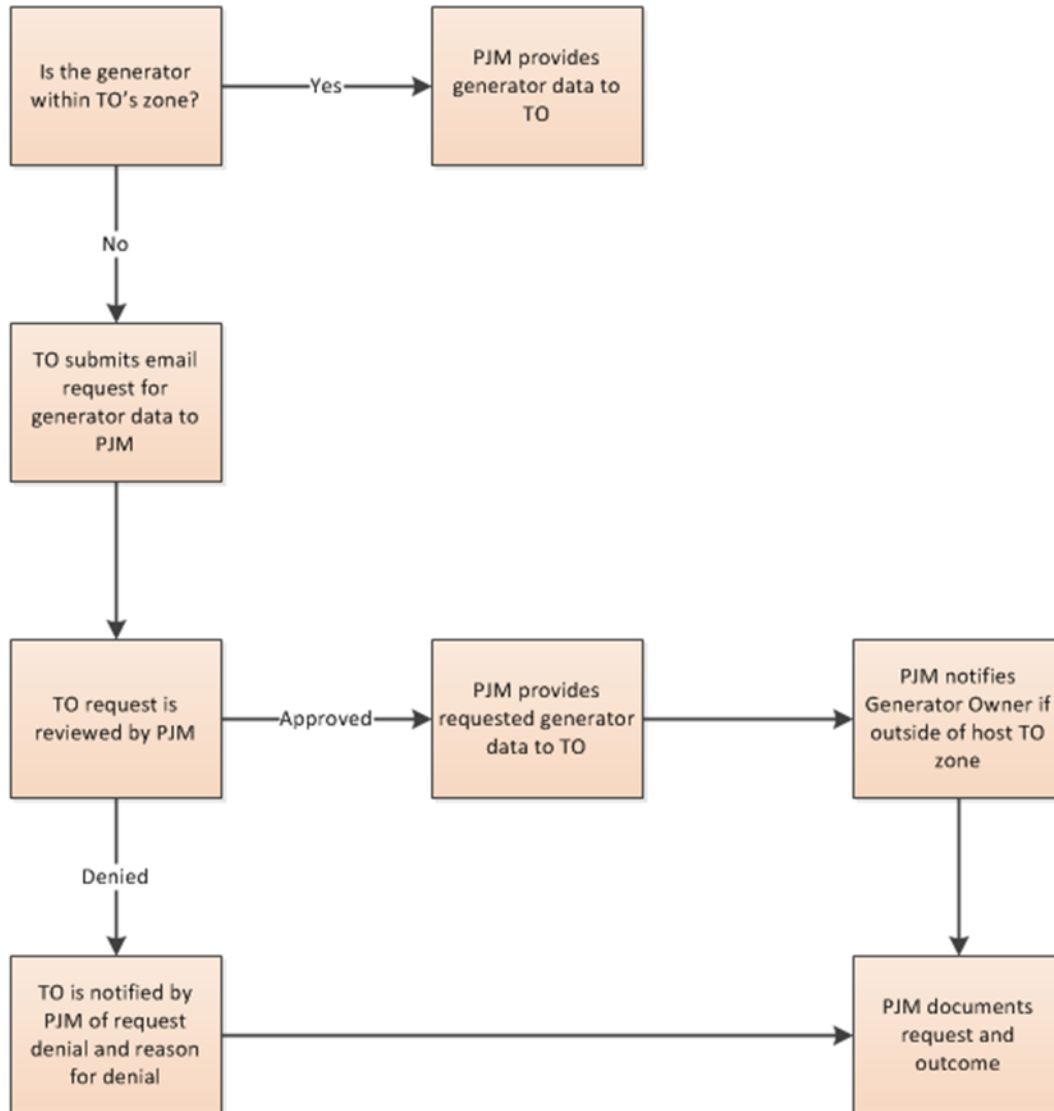 Is the generator
within TO's zone?
Yes
PJM provides
generator data to
TO
No
TO submits email
request for
generator data to
PJM
TO request is
reviewed by PJM
Approved
PJM provides
requested generator
data to TO
PJM notifies
Generator Owner if
outside of host TO
zone
Denied
TO is notified by
PJM of request
denial and reason
for denial
PJM documents
request and
outcome